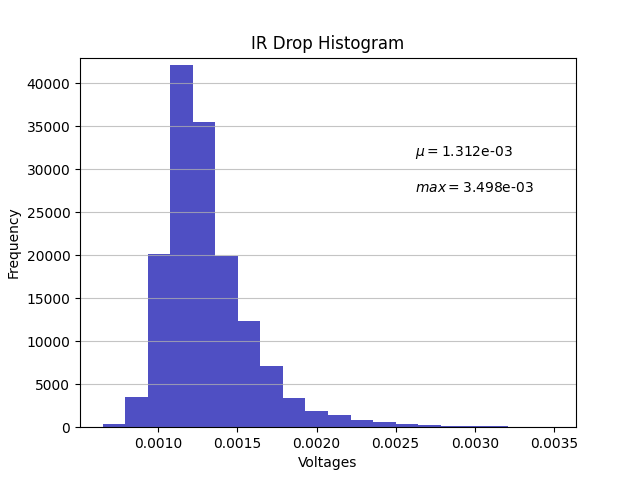 IR Drop Histogram
Frequency
40000
35000
30000
25000
20000
15000
10000
5000
0
μ = 1.312e-03
max = 3.498e-03
0.0010 0.0015 0.0020 0.0025 0.0030 0.0035
Voltages